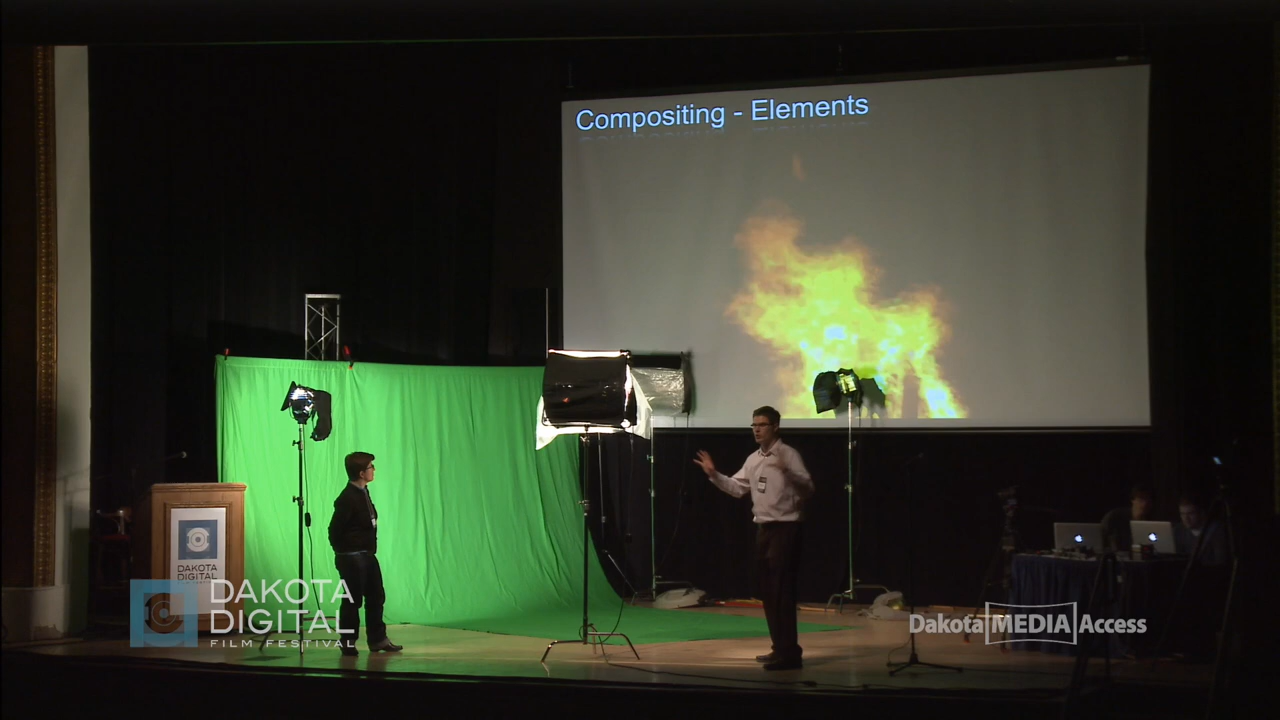 Compositing - Elements
DAKOTA
DIGITAL
DAKOTA
DIGITAL
FILM FESTIVAL
Dakota MEDIA Access